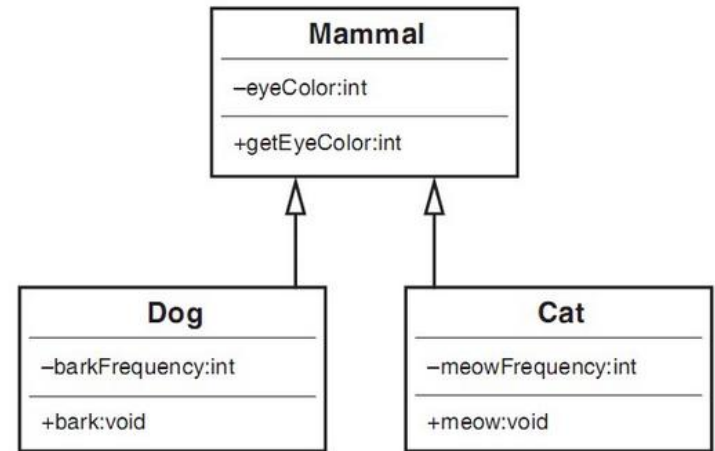 Mammal
–eyeColor:int
+getEyeColor:int
Dog
–barkFrequency:int
+bark:void
Cat
–meowFrequency:int
+meow:void